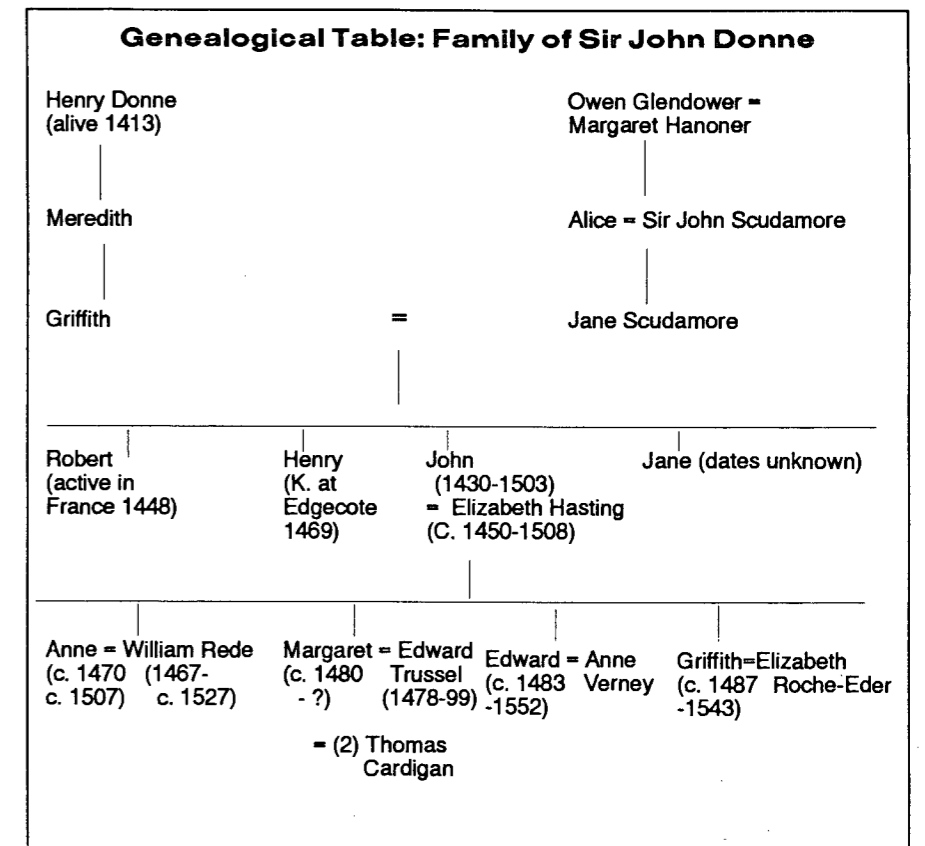 Genealogical Table: Family of Sir John Donne
Henry Donne
(alive 1413)
Owen Glendower =
Margaret Hanoner
Meredith
Alice = Sir John Scudamore
Griffith
=
Jane Scudamore
Robert
(active in
France 1448)
Henry
(K. at
Edgecote
1469)
John
(1430-1503)
= Elizabeth Hasting
(C. 1450-1508)
Jane (dates unknown)
Anne = William Rede
(c. 1470 (1467-
c. 1507) c. 1527)
Margaret = Edward
(c. 1480 Trussel
- ?) (1478-99)
= (2) Thomas
Cardigan
Edward = Anne
(c. 1483 Verney
-1552)
Griffith=Elizabeth
(c. 1487 Roche-Eder
-1543)